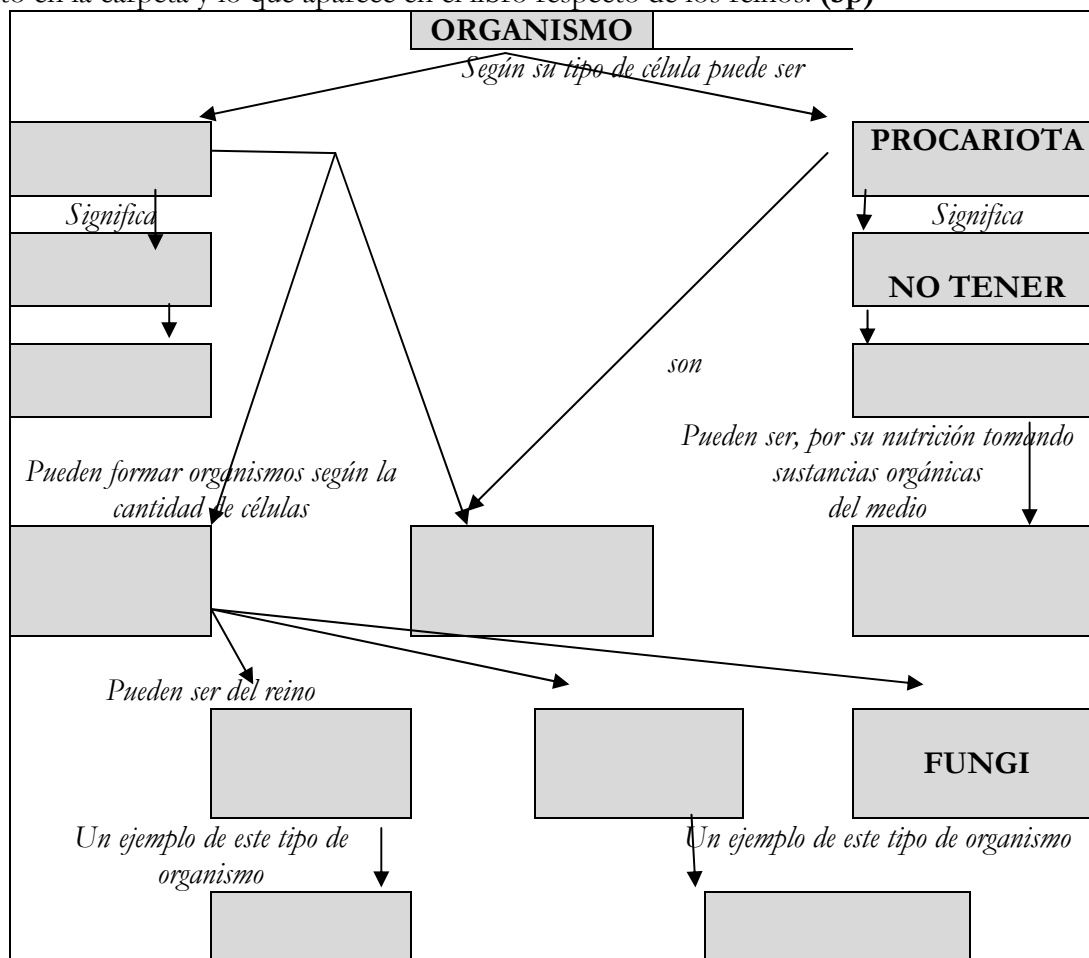 to en la carpeta y lo que aparece en el libro respecto de los reinos. (8p)
ORGANISMO
Según su tipo de célula puede ser
PROCARIOTA
Significa
Significa
NO TENER
son
Pueden ser, por su nutrición tomando
sustancias orgánicas
del medio
Pueden formar organismos según la
cantidad de células
Pueden ser del reino
FUNGI
Un ejemplo de este tipo de
organismo
Un ejemplo de este tipo de organismo